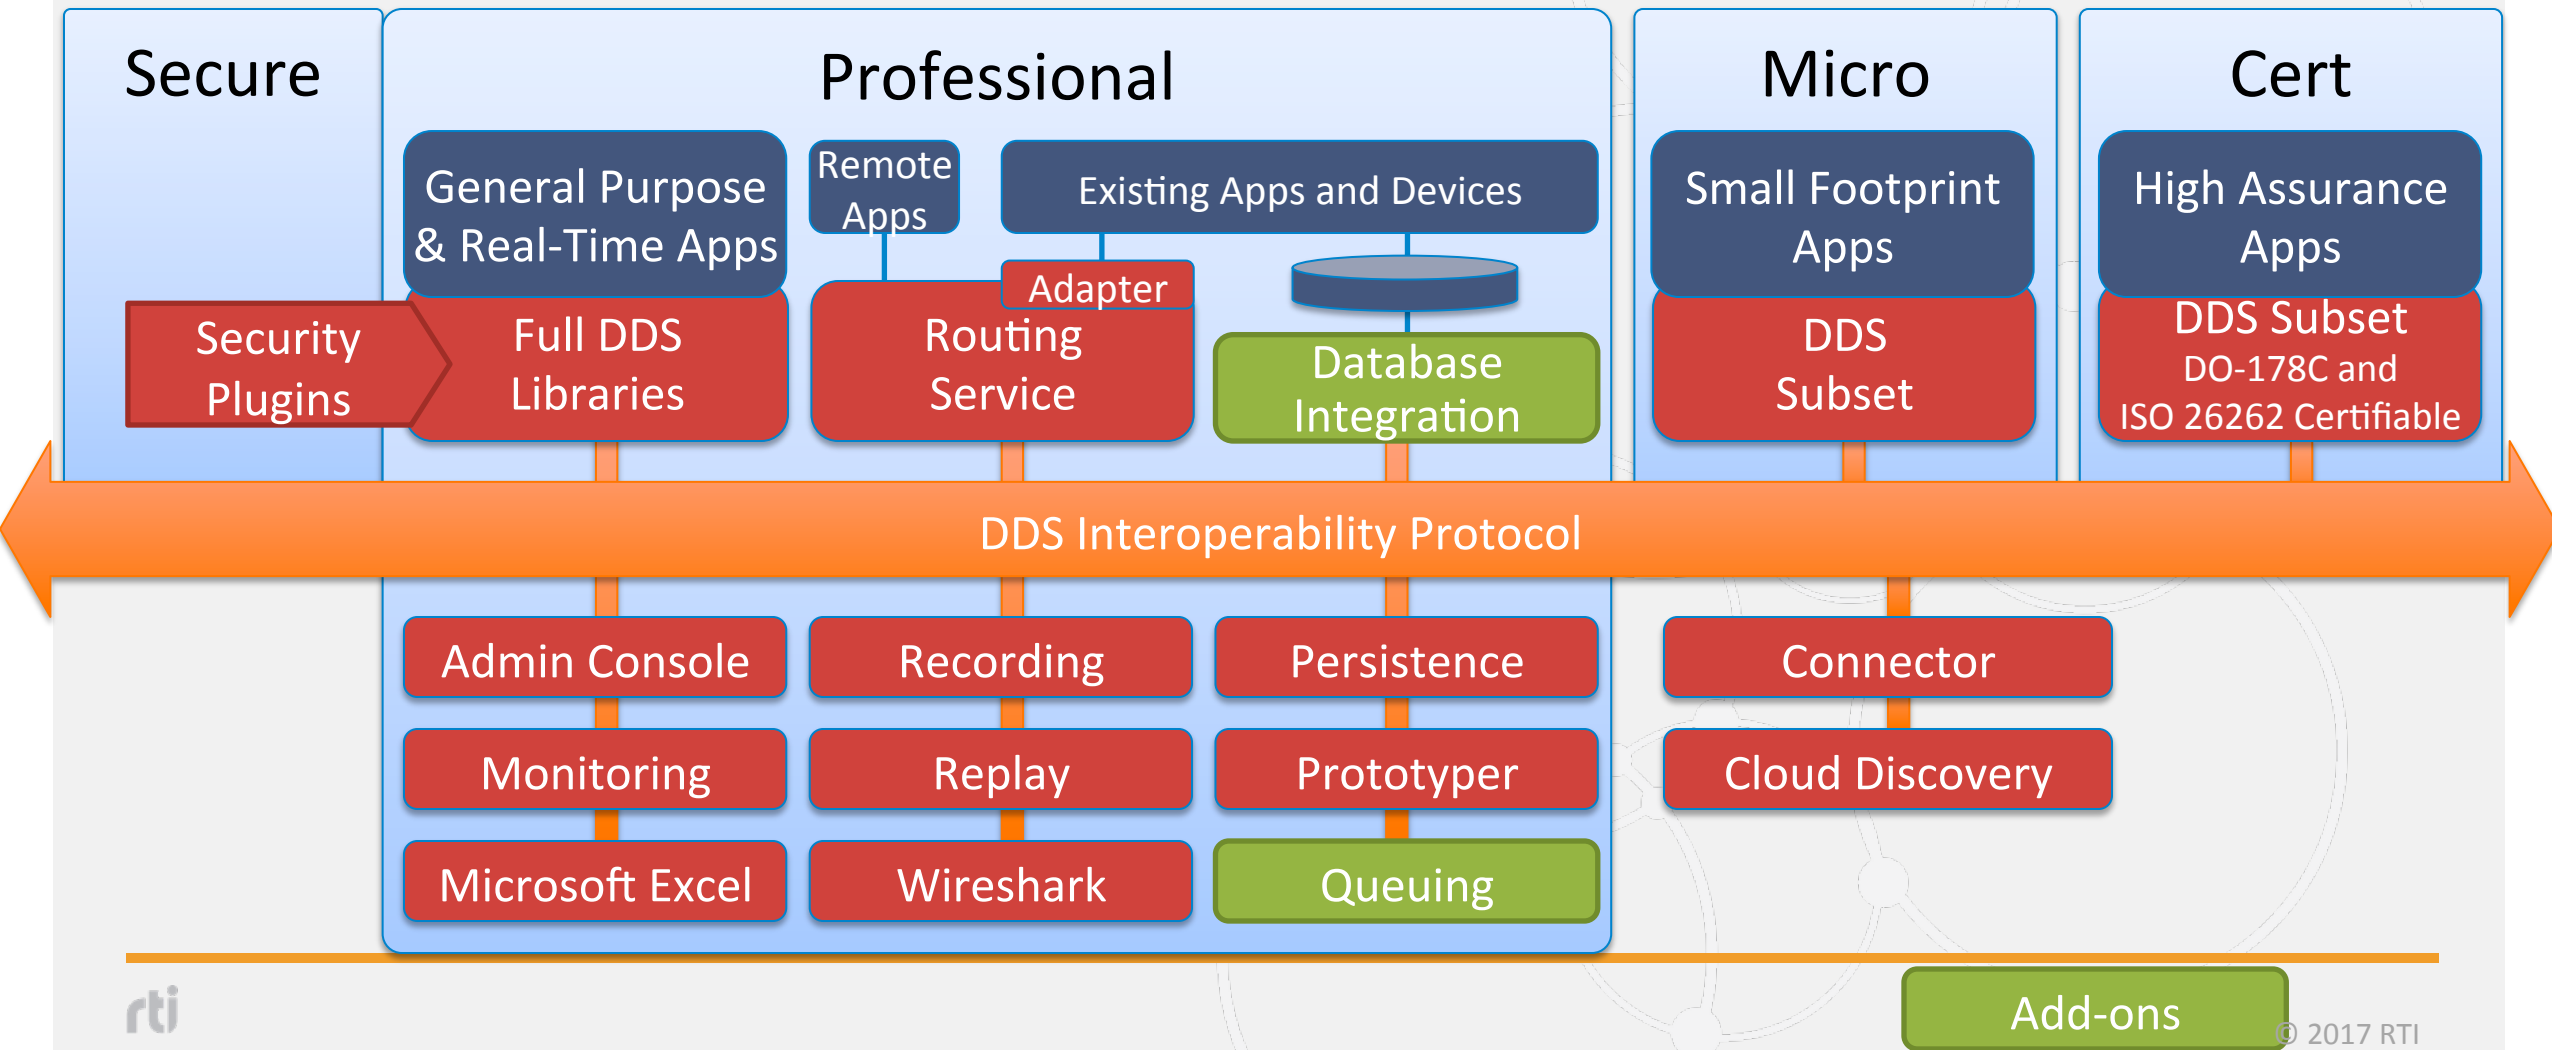 Secure
Professional
Micro
Cert
General Purpose
& Real-Time Apps
Remote
Apps
Existing Apps and Devices
Small Footprint
Apps
High Assurance
Apps
Security
Plugins
Full DDS
Libraries
Adapter
Routing
Service
Database
Integration
DDS
Subset
DDS Subset
DO-178C and
ISO 26262 Certifiable
DDS Interoperability Protocol
Admin Console
Recording
Persistence
Connector
Monitoring
Replay
Prototyper
Cloud Discovery
Microsoft Excel
Wireshark
Queuing
rti
Add-ons
© 2017 RTI